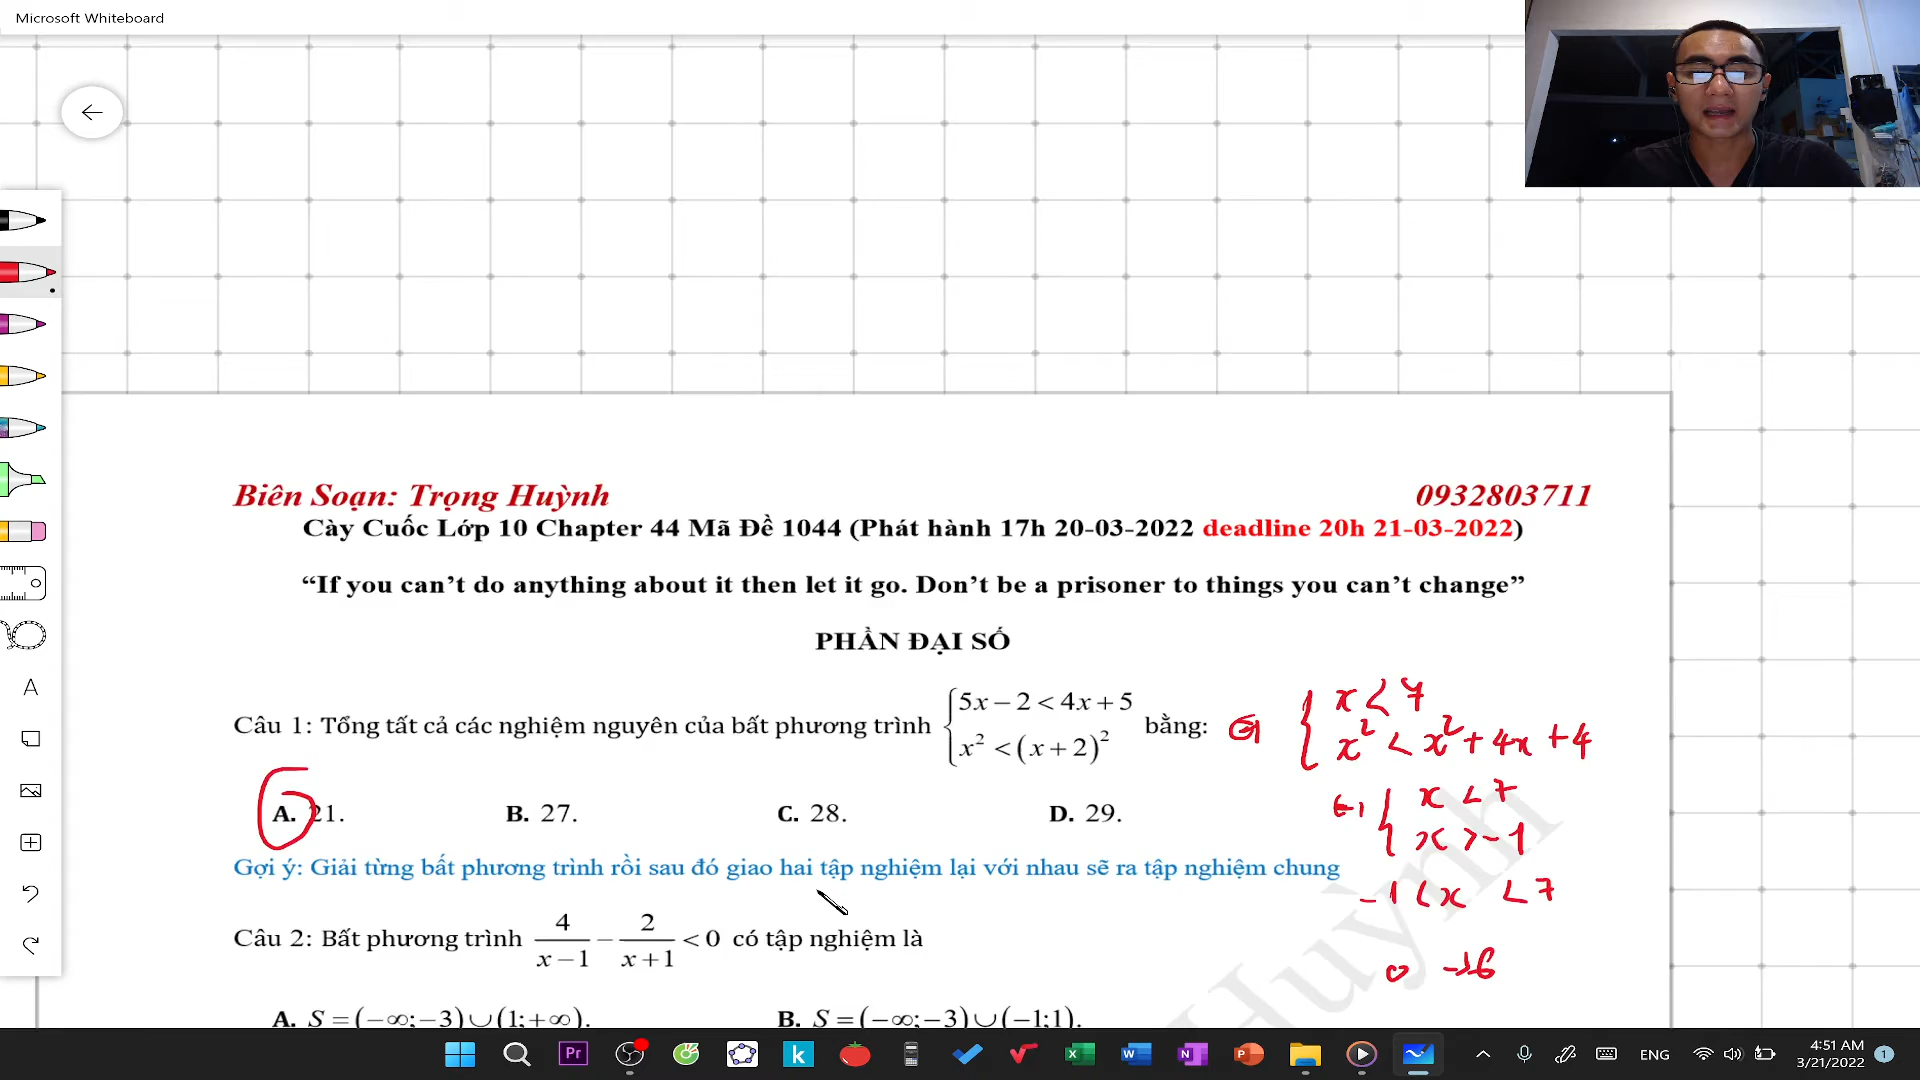 Microsoft Whiteboard
Biên Soạn: Trọng Huỳnh 0932803711
Cày Cuốc Lớp 10 Chapter 44 Mã Đề 1044 (Phát hành 17h 20-03-2022 deadline 20h 21-03-2022)
“If you can’t do anything about it then let it go. Don’t be a prisoner to things you can’t change”
PHẦN ĐẠI SỐ
Câu 1: Tổng tất cả các nghiệm nguyên của bất phương trình { 5x − 2 < 4x + 5
x² < (x + 2)² bằng:
{ x < 7
x² < x² + 4x + 4
A. 21. B. 27. C. 28. D. 29.
{ x < 7
x > -1
Gợi ý: Giải từng bất phương trình rồi sau đó giao hai tập nghiệm lại với nhau sẽ ra tập nghiệm chung
-1 < x < 7
Câu 2: Bất phương trình 4/(x − 1) − 2/(x + 1) < 0 có tập nghiệm là
0 → 6
A. S = (−∞;−3)∪(1;+∞). B. S = (−∞;−3)∪(−1;1).
Huỳnh
A
Pr
k
ENG
4:51 AM
3/21/2022
1